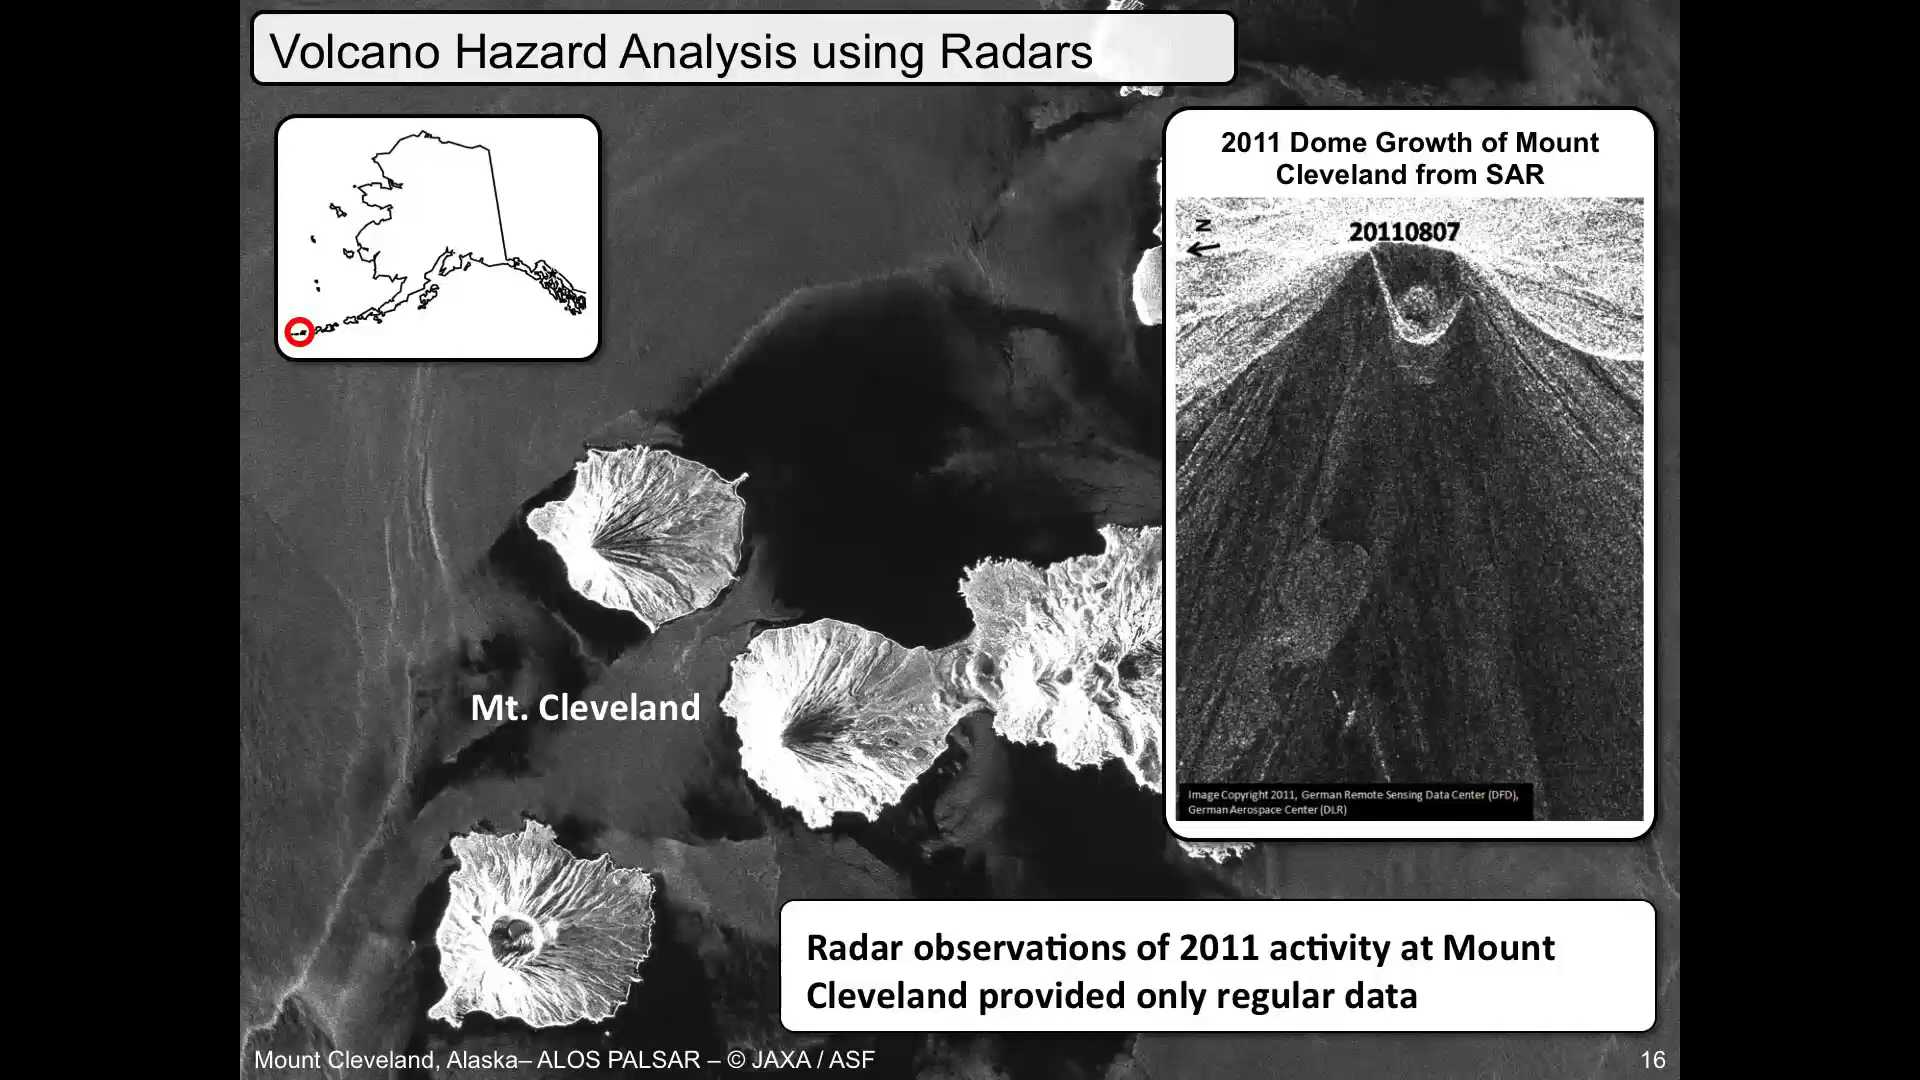 Volcano Hazard Analysis using Radars
2011 Dome Growth of Mount
Cleveland from SAR
N
20110807
Image Copyright 2011, German Remote Sensing Data Center (DFD),
German Aerospace Center (DLR)
Mt. Cleveland
Radar observations of 2011 activity at Mount
Cleveland provided only regular data
Mount Cleveland, Alaska– ALOS PALSAR – © JAXA / ASF
16